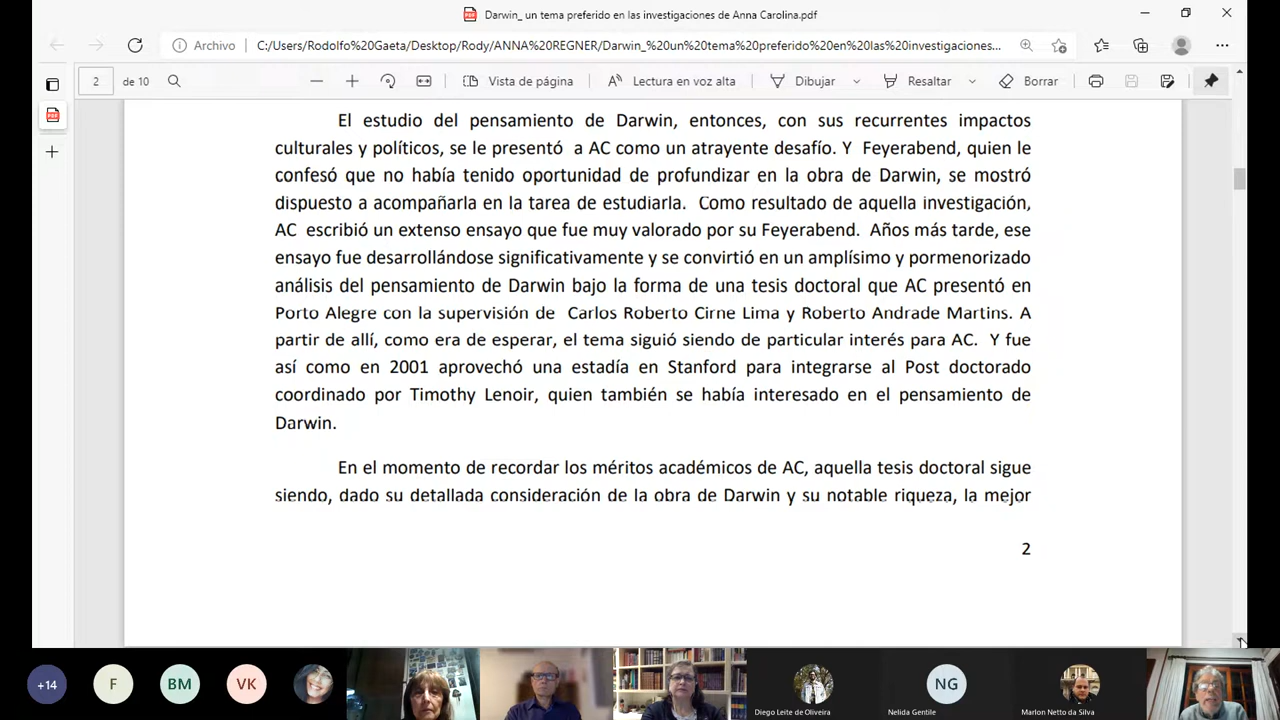 Darwin_ un tema preferido en las investigaciones de Anna Carolina.pdf
Archivo C:/Users/Rodolfo%20Gaeta/Desktop/Rody/ANNA%20REGNER/Darwin_%20un%20tema%20preferido%20en%20las%20investigaciones...
2 de 10 Vista de página Lectura en voz alta Dibujar Resaltar Borrar
El estudio del pensamiento de Darwin, entonces, con sus recurrentes impactos
culturales y políticos, se le presentó a AC como un atrayente desafío. Y Feyerabend, quien le
confesó que no había tenido oportunidad de profundizar en la obra de Darwin, se mostró
dispuesto a acompañarla en la tarea de estudiarla. Como resultado de aquella investigación,
AC escribió un extenso ensayo que fue muy valorado por su Feyerabend. Años más tarde, ese
ensayo fue desarrollándose significativamente y se convirtió en un amplísimo y pormenorizado
análisis del pensamiento de Darwin bajo la forma de una tesis doctoral que AC presentó en
Porto Alegre con la supervisión de Carlos Roberto Cirne Lima y Roberto Andrade Martins. A
partir de allí, como era de esperar, el tema siguió siendo de particular interés para AC. Y fue
así como en 2001 aprovechó una estadía en Stanford para integrarse al Post doctorado
coordinado por Timothy Lenoir, quien también se había interesado en el pensamiento de
Darwin.
En el momento de recordar los méritos académicos de AC, aquella tesis doctoral sigue
siendo, dado su detallada consideración de la obra de Darwin y su notable riqueza, la mejor
2
+14 F BM VK NG
Diego Leite de Oliveira Nelida Gentile Marlon Netto da Silva